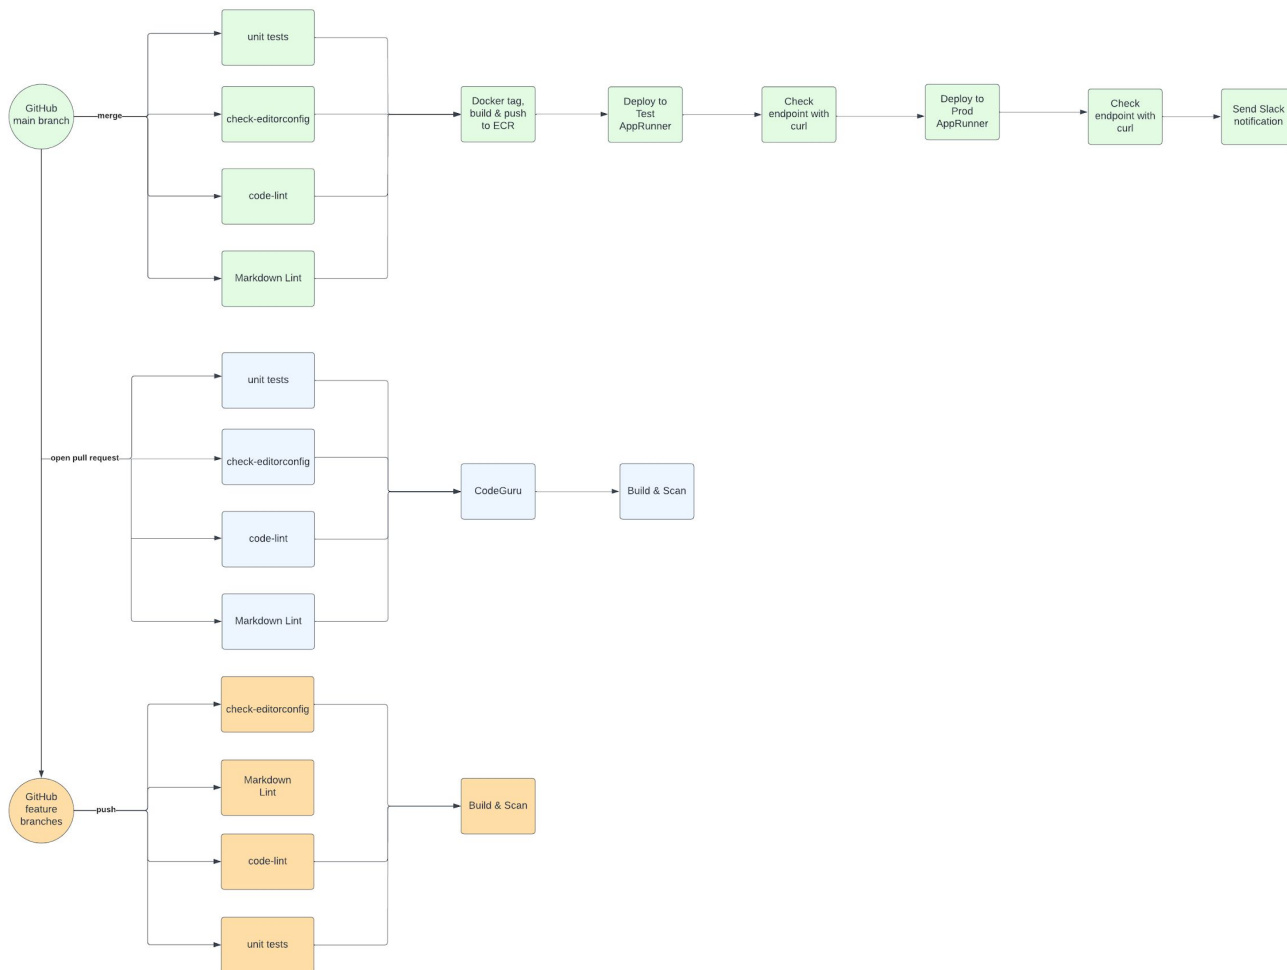 unit tests
GitHub
main branch
merge
check-editorconfig
Docker tag,
build & push
to ECR
Deploy to
Test
AppRunner
Check
endpoint with
curl
Deploy to
Prod
AppRunner
Check
endpoint with
curl
Send Slack
notification
code-lint
Markdown Lint
unit tests
open pull request
check-editorconfig
CodeGuru
Build & Scan
code-lint
Markdown Lint
check-editorconfig
GitHub
feature
branches
push
Markdown
Lint
Build & Scan
code-lint
unit tests